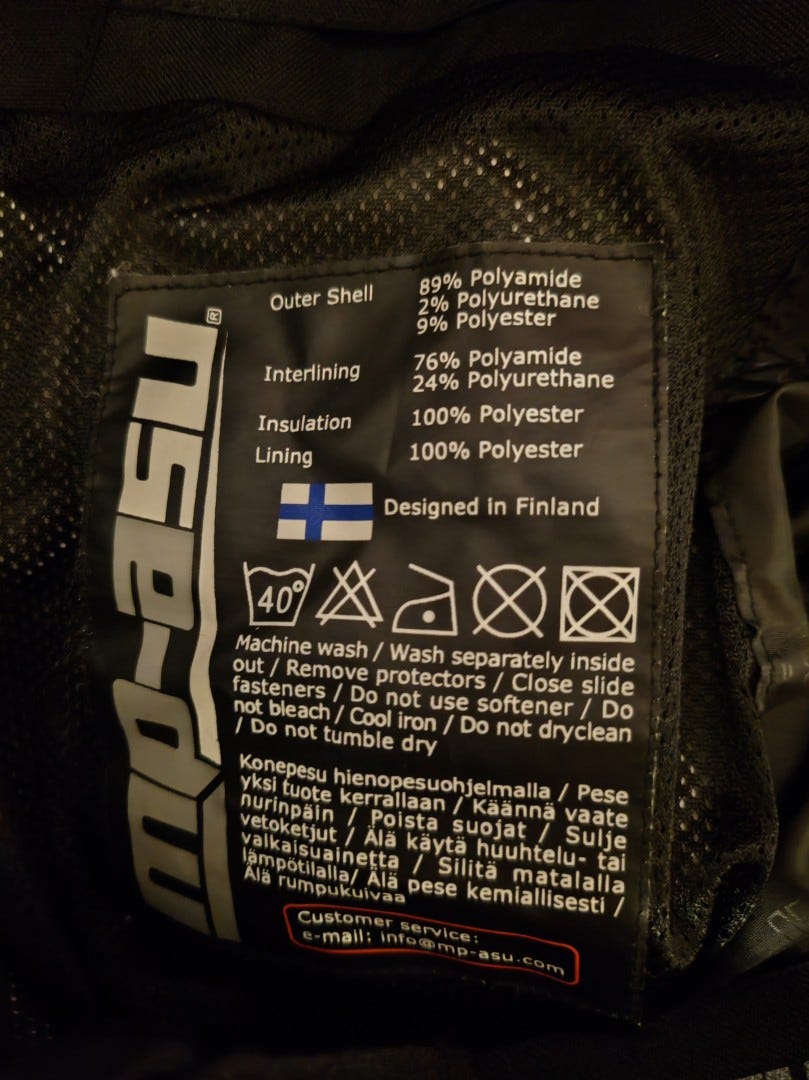 mp-asu®
Outer Shell 89% Polyamide
2% Polyurethane
9% Polyester
Interlining 76% Polyamide
24% Polyurethane
Insulation 100% Polyester
Lining 100% Polyester
Designed in Finland
40°
Machine wash / Wash separately inside
out / Remove protectors / Close slide
fasteners / Do not use softener / Do
not bleach / Cool iron / Do not dryclean
/ Do not tumble dry
Konepesu hienopesuohjelmalla / Pese
yksi tuote kerrallaan / Käännä vaate
nurinpäin / Poista suojat / Sulje
vetoketjut / Älä käytä huuhtelu- tai
valkaisuainetta / Silitä matalalla
lämpötilalla/ Älä pese kemiallisesti /
Älä rumpukuivaa
Customer service:
e-mail: info@mp-asu.com